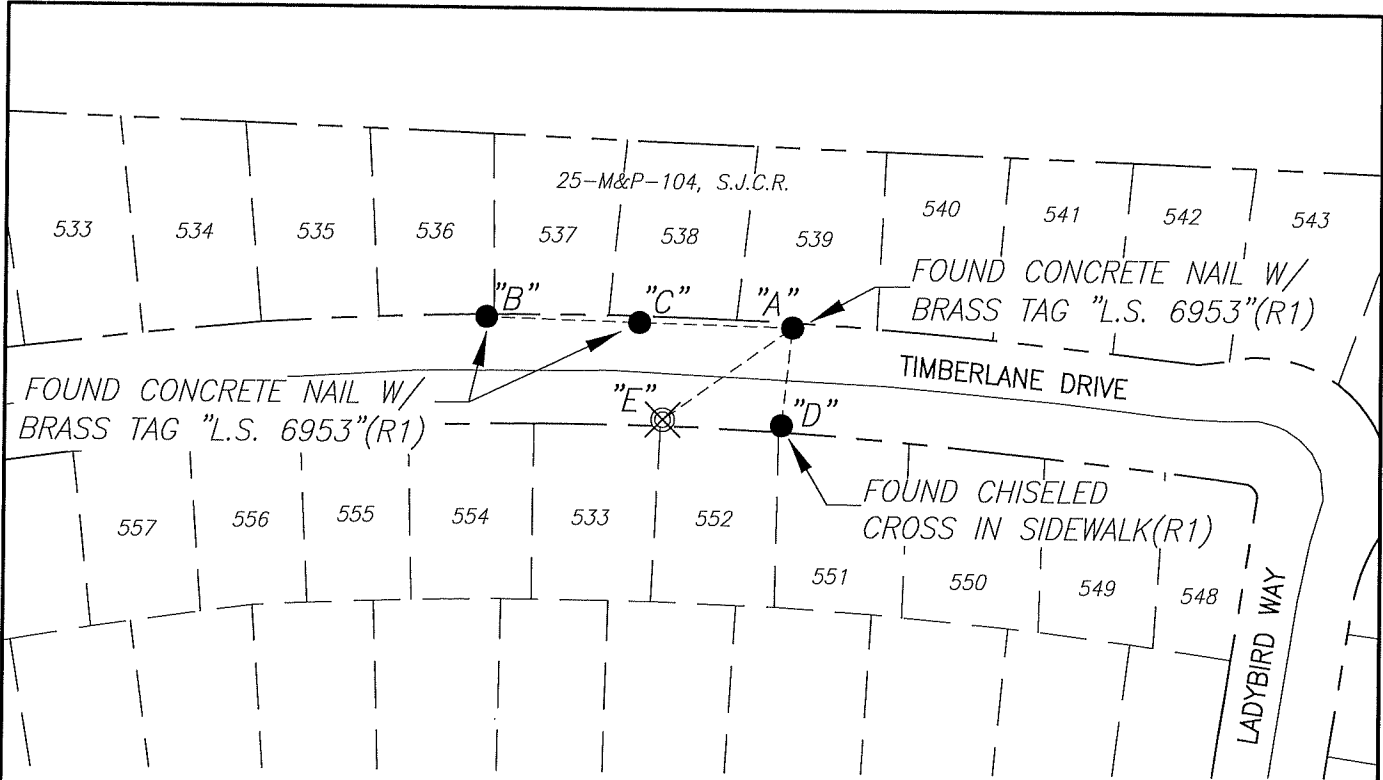 25-M&P-104, S.J.C.R.
533
534
535
536
537
538
539
540
541
542
543
"B"
"C"
"A"
FOUND CONCRETE NAIL W/
BRASS TAG "L.S. 6953"(R1)
TIMBERLANE DRIVE
FOUND CONCRETE NAIL W/
BRASS TAG "L.S. 6953"(R1)
"E"
"D"
FOUND CHISELED
CROSS IN SIDEWALK(R1)
557
556
555
554
533
552
551
550
549
548
LADYBIRD WAY